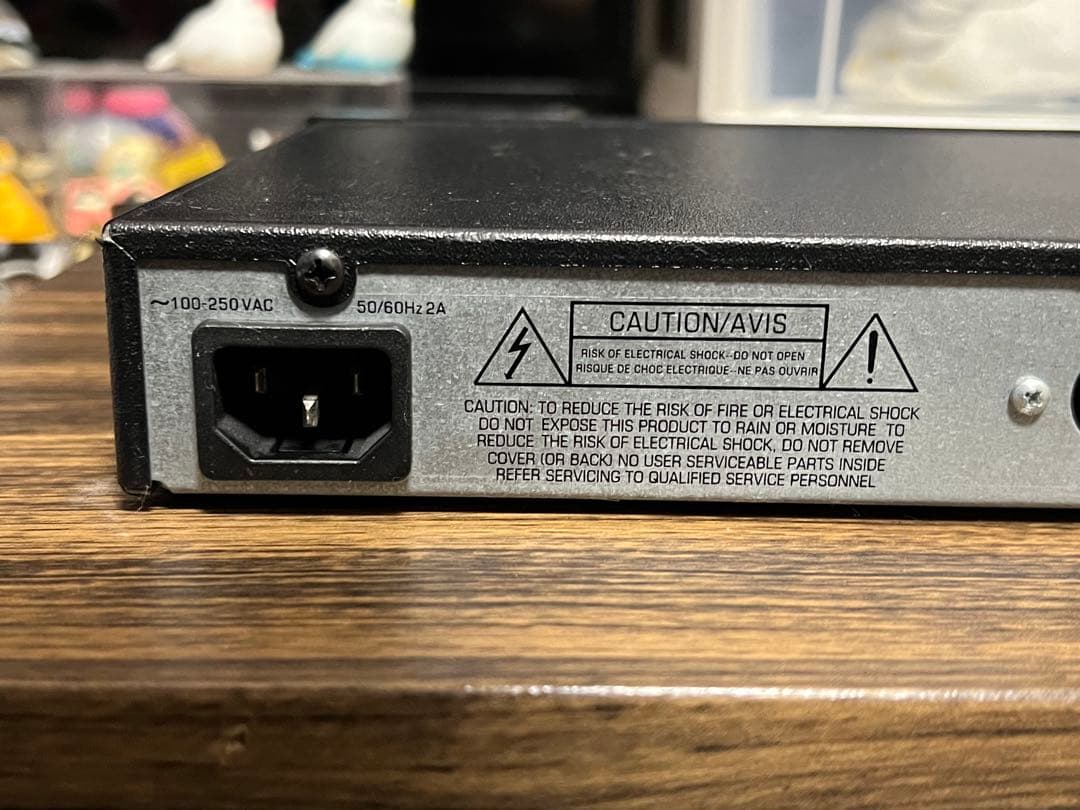 ~100-250VAC 50/60Hz 2A
CAUTION/AVIS
RISK OF ELECTRICAL SHOCK--DO NOT OPEN
RISQUE DE CHOC ELECTRIQUE--NE PAS OUVRIR
CAUTION: TO REDUCE THE RISK OF FIRE OR ELECTRICAL SHOCK
DO NOT EXPOSE THIS PRODUCT TO RAIN OR MOISTURE TO
REDUCE THE RISK OF ELECTRICAL SHOCK, DO NOT REMOVE
COVER (OR BACK) NO USER SERVICEABLE PARTS INSIDE
REFER SERVICING TO QUALIFIED SERVICE PERSONNEL